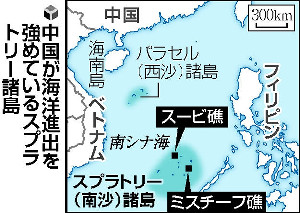 中国が海洋進出を
強めているスプラ
トリー諸島
中国
300km
海南島
パラセル
(西沙)諸島
ベトナム
フィリピン
スービ礁
南シナ海
スプラトリー
(南沙)諸島
ミスチーフ礁